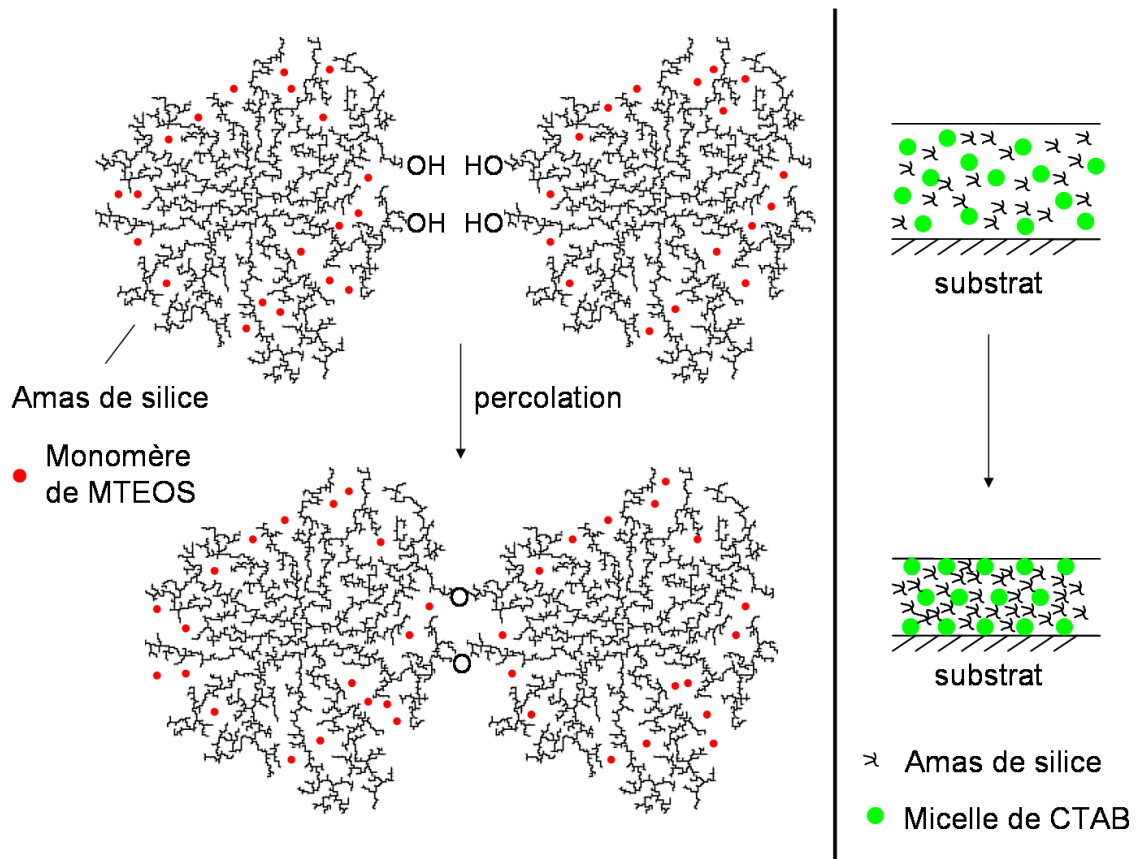 OH HO
OH HO
Amas de silice
percolation
Monomère
de MTEOS
O
O
substrat
substrat
Amas de silice
Micelle de CTAB